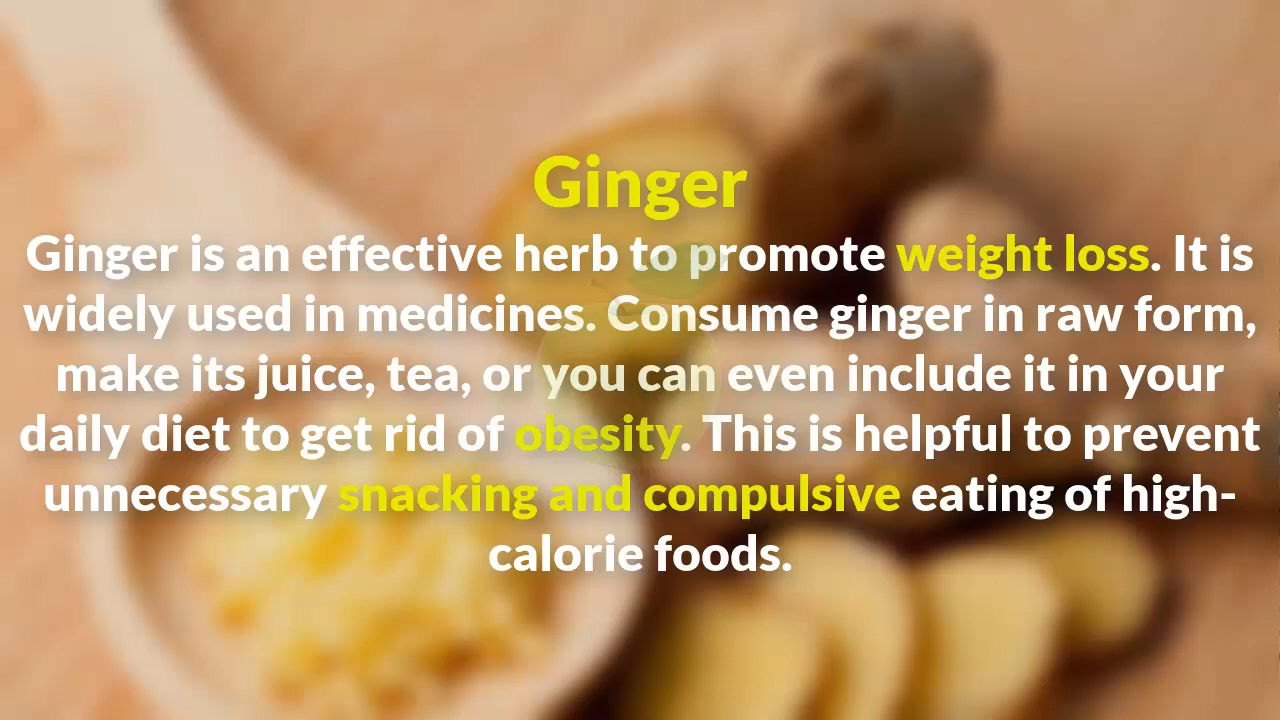 Ginger
Ginger is an effective herb to promote weight loss. It is
widely used in medicines. Consume ginger in raw form,
make its juice, tea, or you can even include it in your
daily diet to get rid of obesity. This is helpful to prevent
unnecessary snacking and compulsive eating of high-
calorie foods.